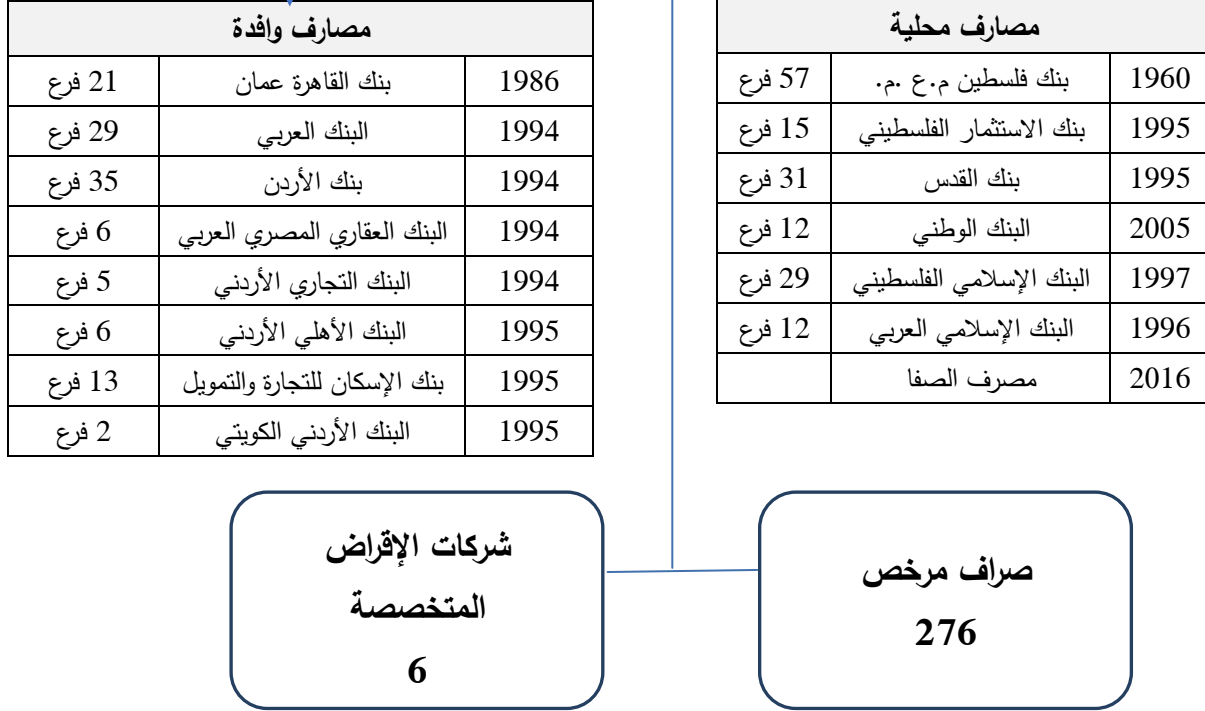 مصارف محلية
1960 بنك فلسطين م.ع .م. 57 فرع
1995 بنك الاستثمار الفلسطيني 15 فرع
1995 بنك القدس 31 فرع
2005 البنك الوطني 12 فرع
1997 البنك الإسلامي الفلسطيني 29 فرع
1996 البنك الإسلامي العربي 12 فرع
2016 مصرف الصفا
مصارف وافدة
1986 بنك القاهرة عمان 21 فرع
1994 البنك العربي 29 فرع
1994 بنك الأردن 35 فرع
1994 البنك العقاري المصري العربي 6 فرع
1994 البنك التجاري الأردني 5 فرع
1995 البنك الأهلي الأردني 6 فرع
1995 بنك الإسكان للتجارة والتمويل 13 فرع
1995 البنك الأردني الكويتي 2 فرع
صراف مرخص
276
شركات الإقراض
المتخصصة
6